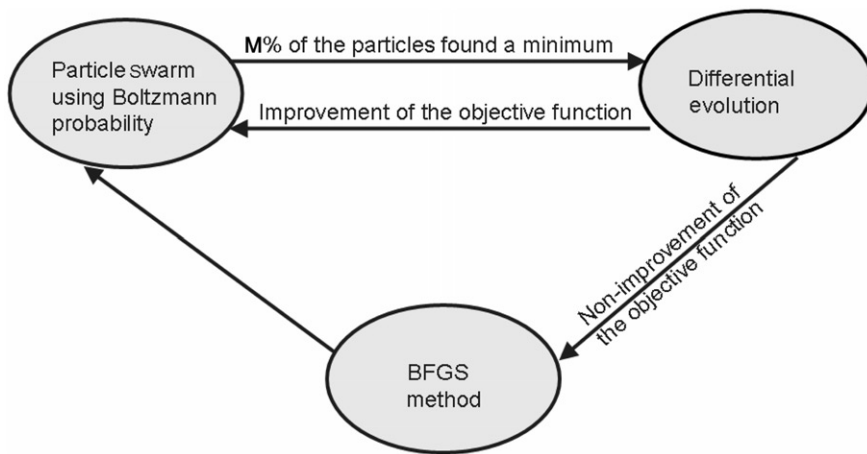 Particle swarm
using Boltzmann
probability
M% of the particles found a minimum
Improvement of the objective function
Differential
evolution
Non-improvement of
the objective function
BFGS
method